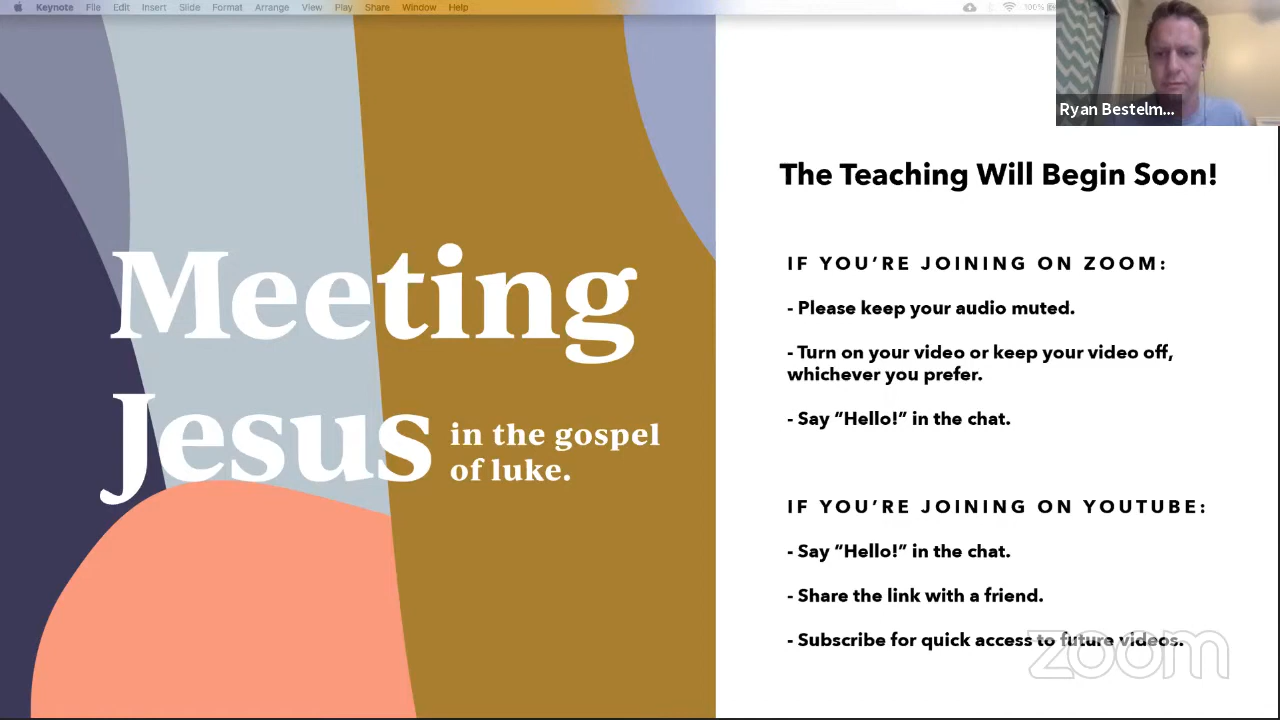 Keynote File Edit Insert Slide Format Arrange View Play Share Window Help
100%
Ryan Bestelm...
Meeting
Jesus
in the gospel
of luke.
The Teaching Will Begin Soon!
IF YOU’RE JOINING ON ZOOM:
- Please keep your audio muted.
- Turn on your video or keep your video off,
whichever you prefer.
- Say “Hello!” in the chat.
IF YOU’RE JOINING ON YOUTUBE:
- Say “Hello!” in the chat.
- Share the link with a friend.
- Subscribe for quick access to future videos.
zoom